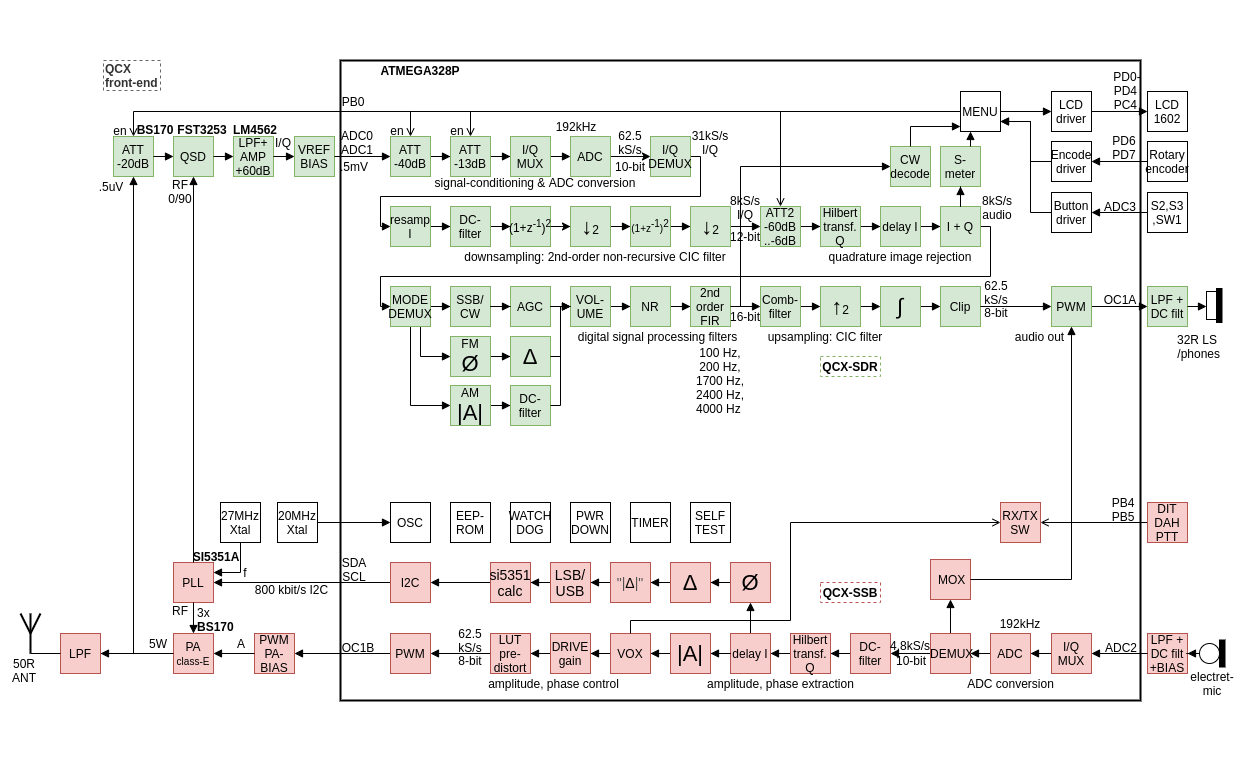 QCX
front-end
ATMEGA328P
PB0
PD0-
PD4
PC4
MENU
LCD
driver
LCD
1602
en
BS170
FST3253
LM4562
ATT
-20dB
QSD
LPF+
AMP
+60dB
I/Q
VREF
BIAS
ADC0
ADC1
.5mV
en
ATT
-40dB
en
ATT
-13dB
I/Q
MUX
192kHz
ADC
62.5
kS/s
10-bit
I/Q
DEMUX
31kS/s
I/Q
signal-conditioning & ADC conversion
CW
decode
S-
meter
Encode
driver
PD6
PD7
Rotary
encoder
.5uV
RF
0/90
resamp
I
DC-
filter
(1+z-1)2
↓2
(1+z-1)2
↓2
8kS/s
I/Q
12-bit
ATT2
-60dB
..-6dB
Hilbert
transf.
Q
delay I
I + Q
8kS/s
audio
Button
driver
ADC3
S2,S3
,SW1
downsampling: 2nd-order non-recursive CIC filter
quadrature image rejection
MODE
DEMUX
SSB/
CW
AGC
VOL-
UME
NR
2nd
order
FIR
16-bit
Comb-
filter
↑2
∫
Clip
62.5
kS/s
8-bit
PWM
OC1A
LPF +
DC filt
digital signal processing filters
upsampling: CIC filter
audio out
32R LS
/phones
FM
Ø
Δ
100 Hz,
200 Hz,
1700 Hz,
2400 Hz,
4000 Hz
QCX-SDR
AM
|A|
DC-
filter
27MHz
Xtal
20MHz
Xtal
OSC
EEP-
ROM
WATCH
DOG
PWR
DOWN
TIMER
SELF
TEST
RX/TX
SW
PB4
PB5
DIT
DAH
PTT
SI5351A
PLL
f
800 kbit/s I2C
SDA
SCL
I2C
si5351
calc
LSB/
USB
"|Δ|"
Δ
Ø
QCX-SSB
MOX
RF
3x
BS170
50R
ANT
LPF
5W
PA
class-E
A
PWM
PA-
BIAS
OC1B
PWM
62.5
kS/s
8-bit
LUT
pre-
distort
DRIVE
gain
VOX
|A|
delay I
Hilbert
transf.
Q
DC-
filter
4,8kS/s
10-bit
DEMUX
192kHz
ADC
I/Q
MUX
ADC2
LPF +
DC filt
+BIAS
electret-
mic
amplitude, phase control
amplitude, phase extraction
ADC conversion